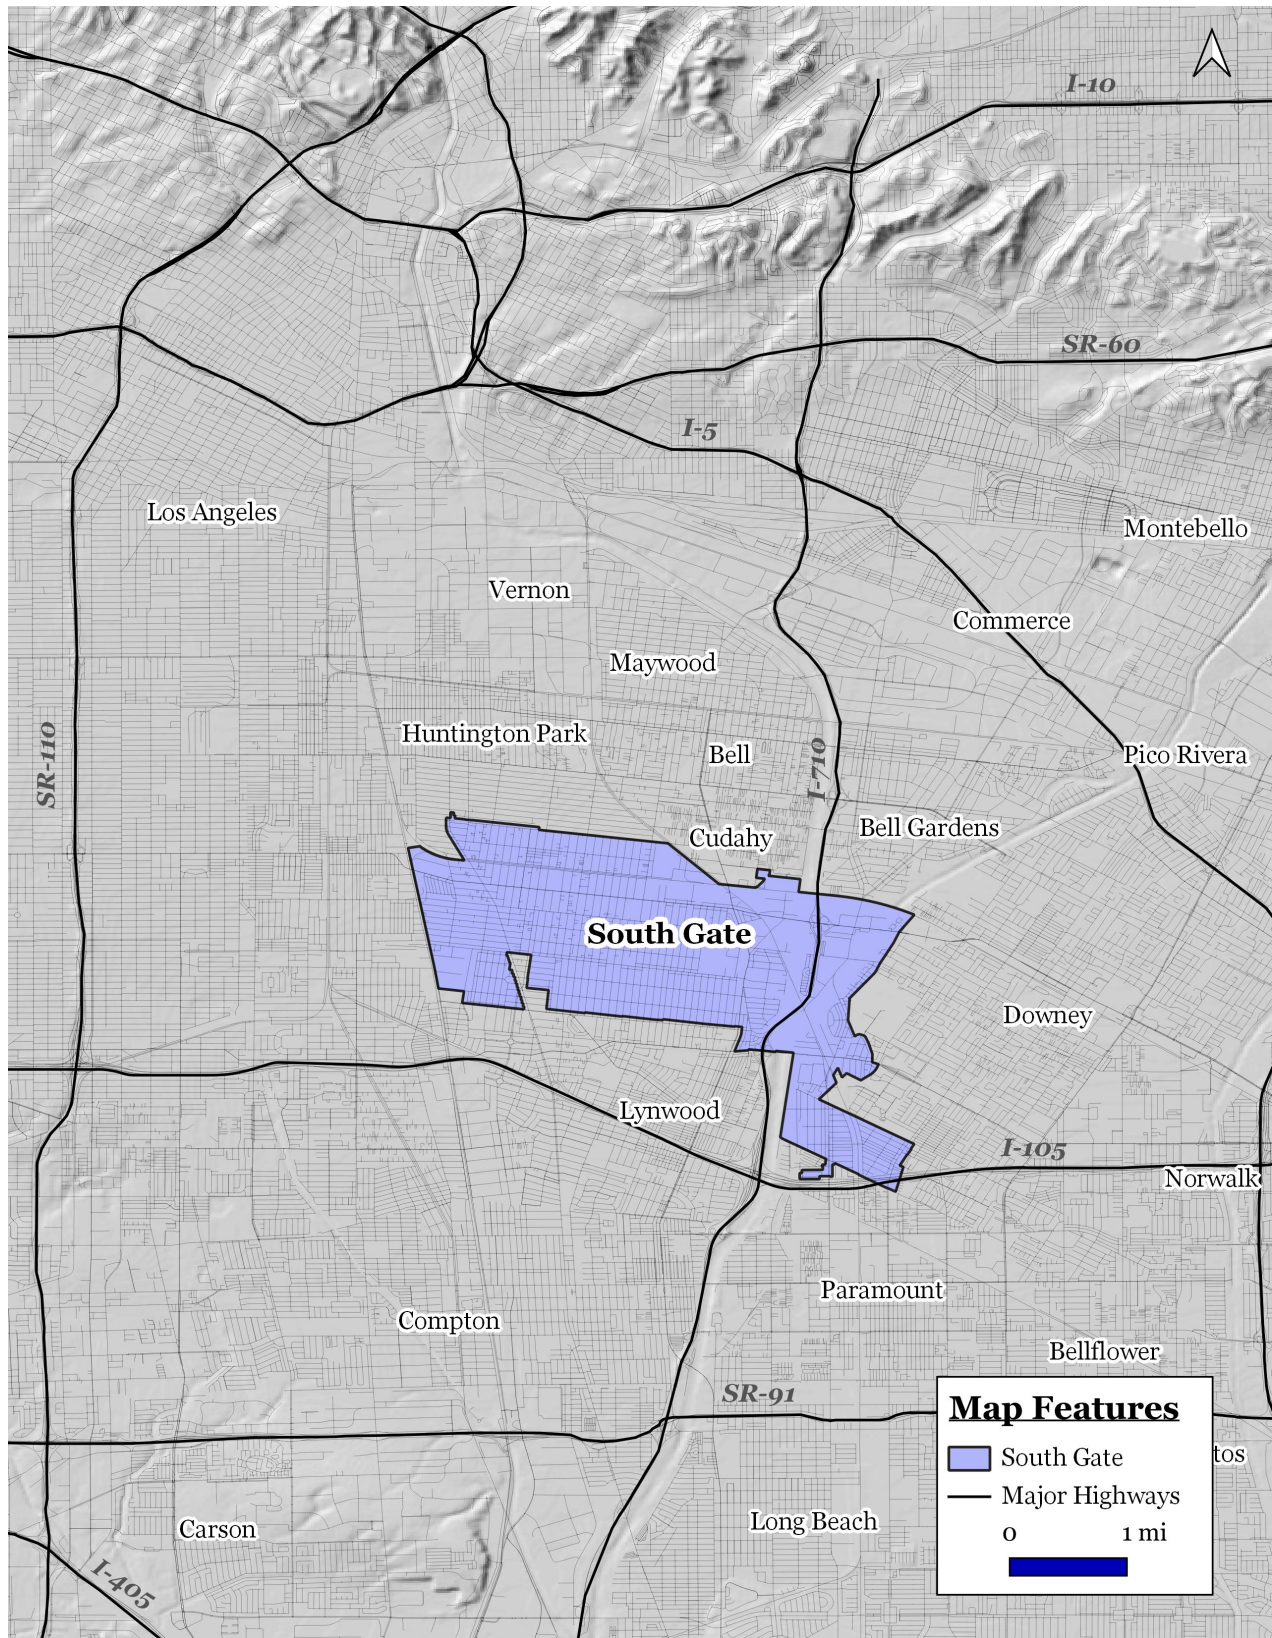 I-10
SR-60
I-5
Los Angeles
Montebello
Vernon
Commerce
Maywood
SR-110
Huntington Park
Bell
I-710
Pico Rivera
Cudahy
Bell Gardens
South Gate
Downey
Lynwood
I-105
Norwalk
Paramount
Compton
Bellflower
SR-91
Map Features
South Gate
tos
Major Highways
0 1 mi
Carson
Long Beach
I-405